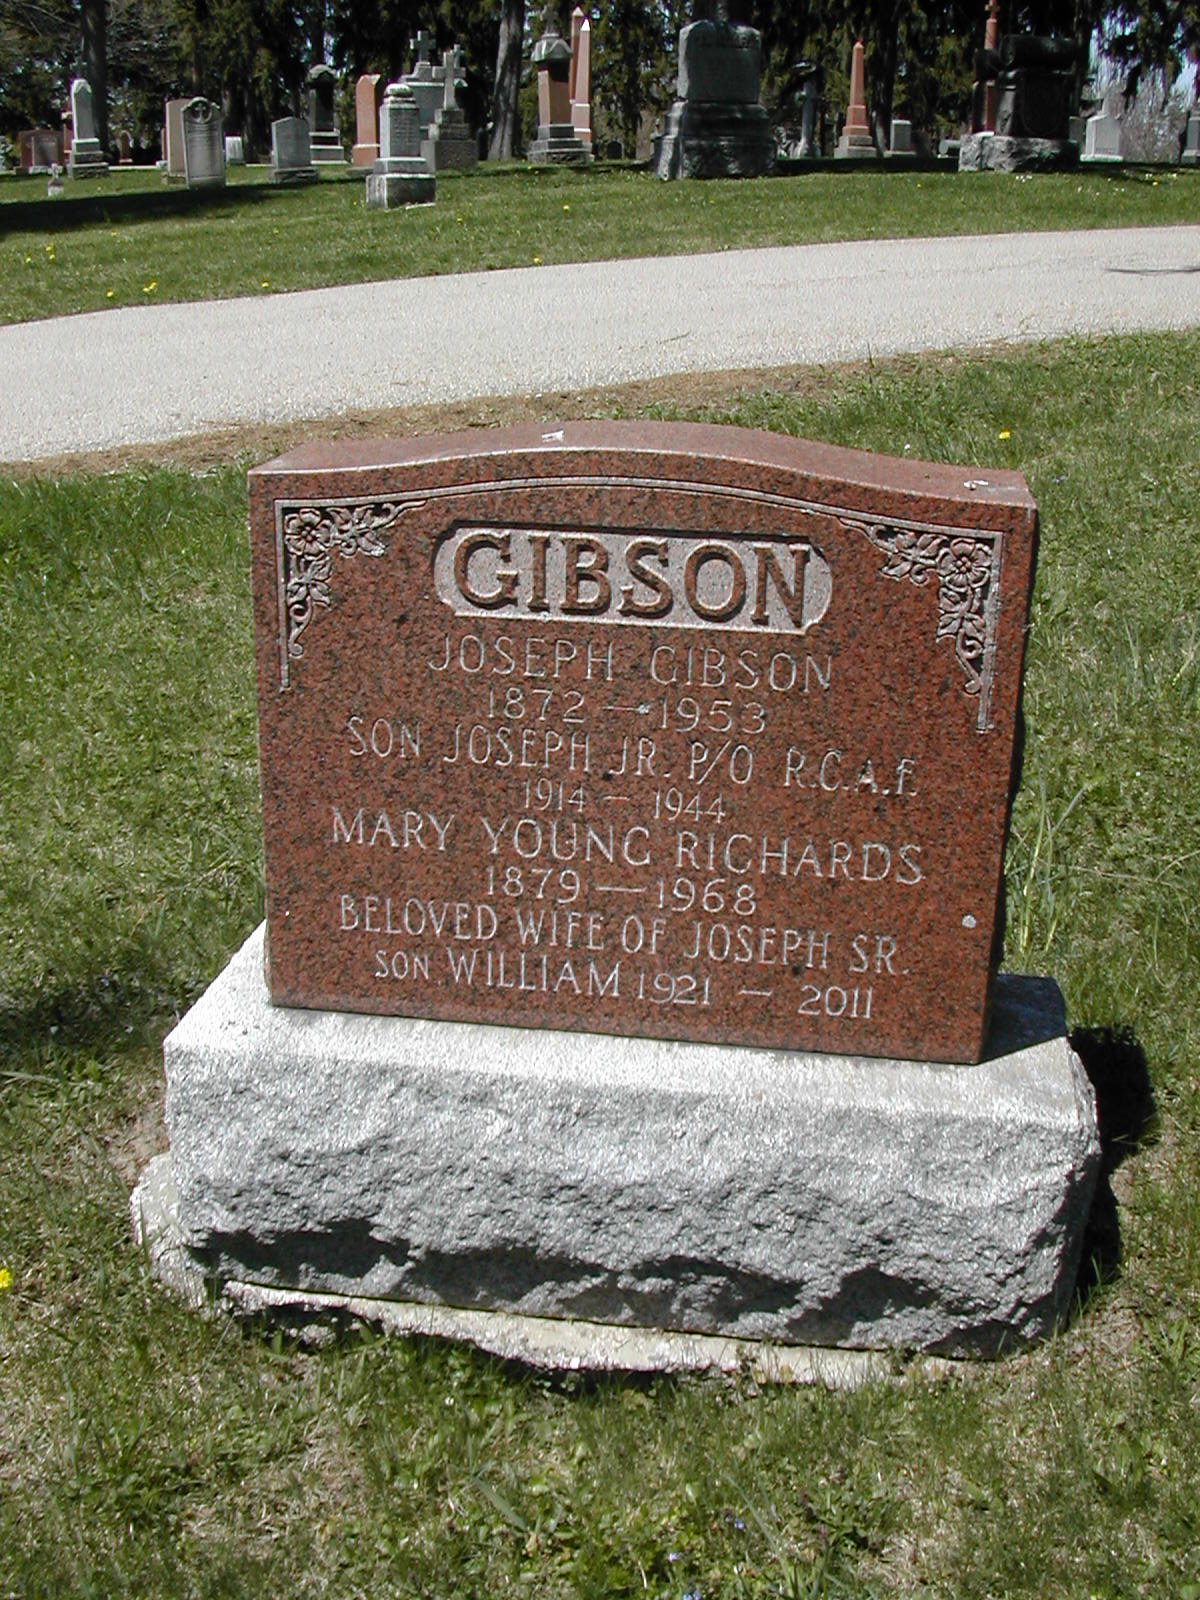 GIBSON
JOSEPH GIBSON
1872 — 1953
SON JOSEPH JR. P/O R.C.A.F.
1914 — 1944
MARY YOUNG RICHARDS
1879 — 1968
BELOVED WIFE OF JOSEPH SR.
SON WILLIAM 1921 — 2011